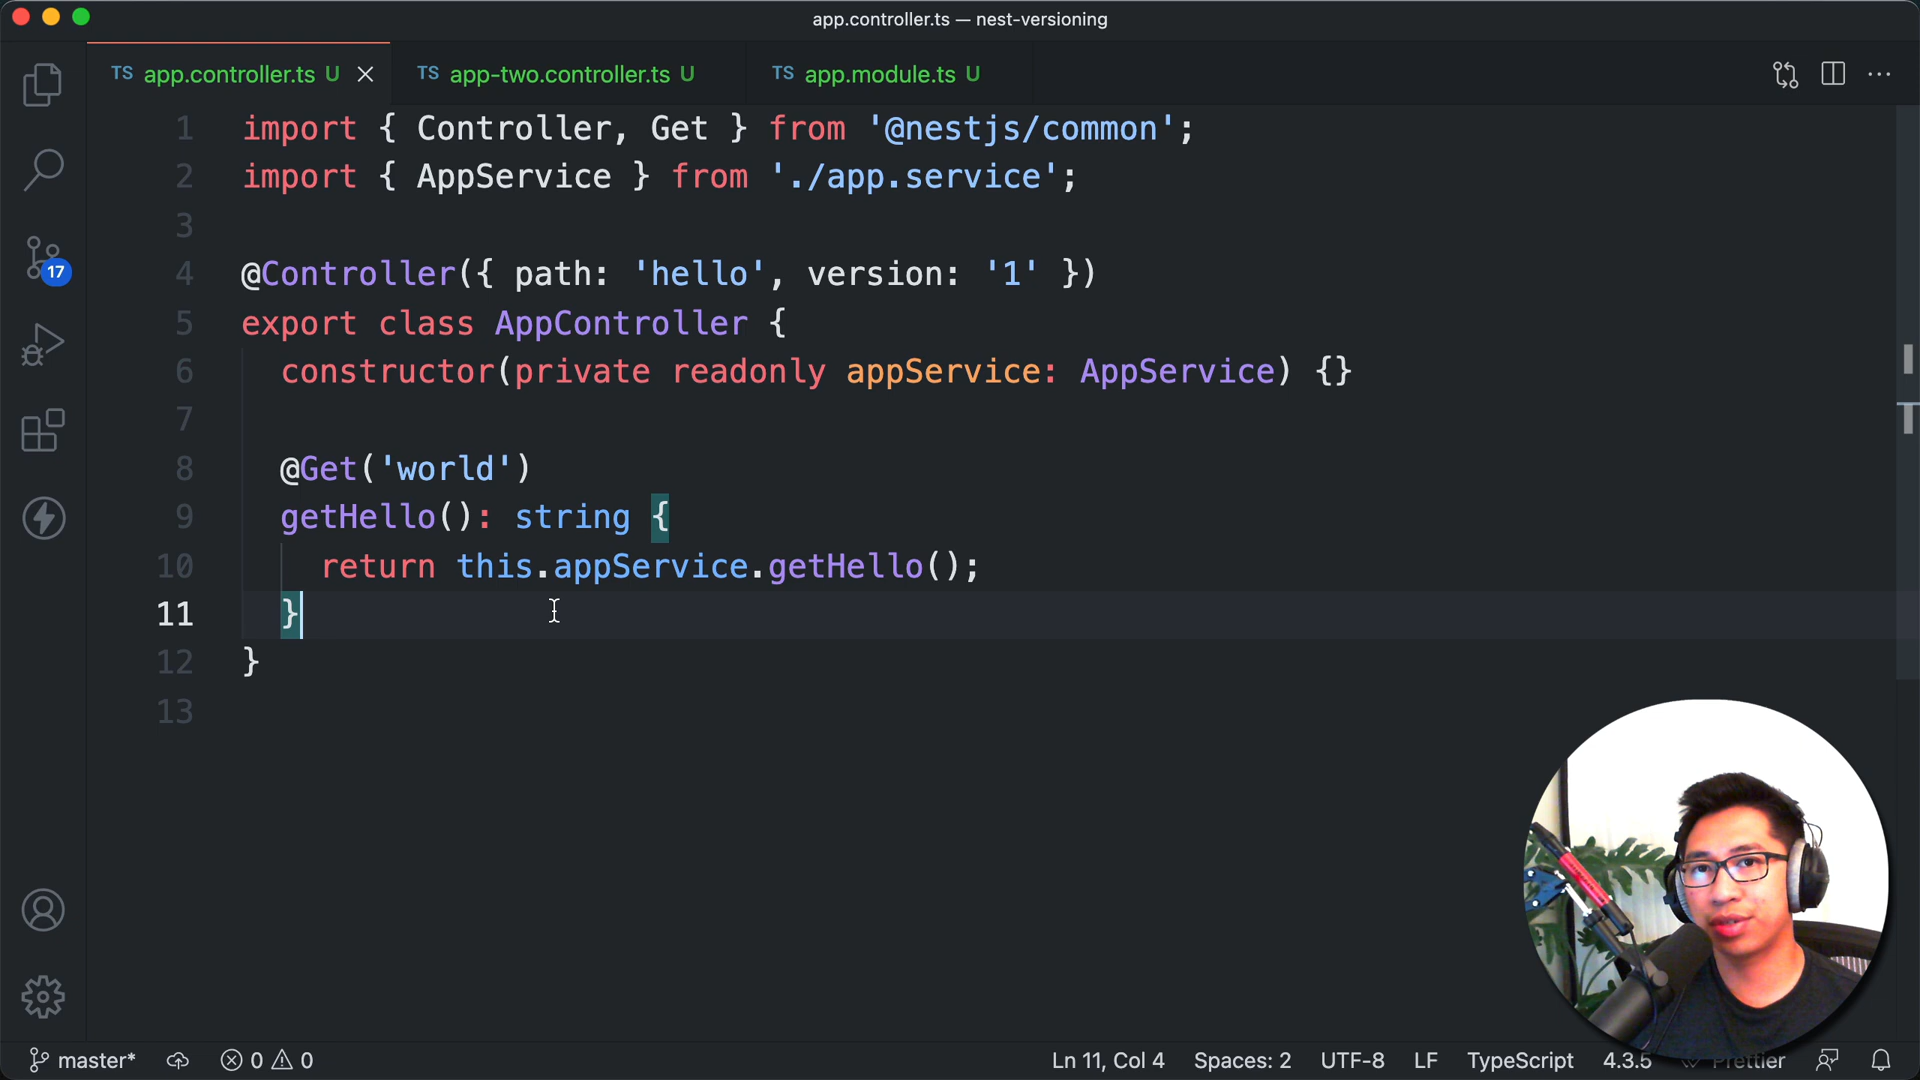 app.controller.ts — nest-versioning
TS app.controller.ts U
TS app-two.controller.ts U
TS app.module.ts U
1 import { Controller, Get } from '@nestjs/common';
2 import { AppService } from './app.service';
3
4 @Controller({ path: 'hello', version: '1' })
5 export class AppController {
6 constructor(private readonly appService: AppService) {}
7
8 @Get('world')
9 getHello(): string {
10 return this.appService.getHello();
11 }
12 }
13
17
master* 0 0 Ln 11, Col 4 Spaces: 2 UTF-8 LF TypeScript 4.3.5 Prettier